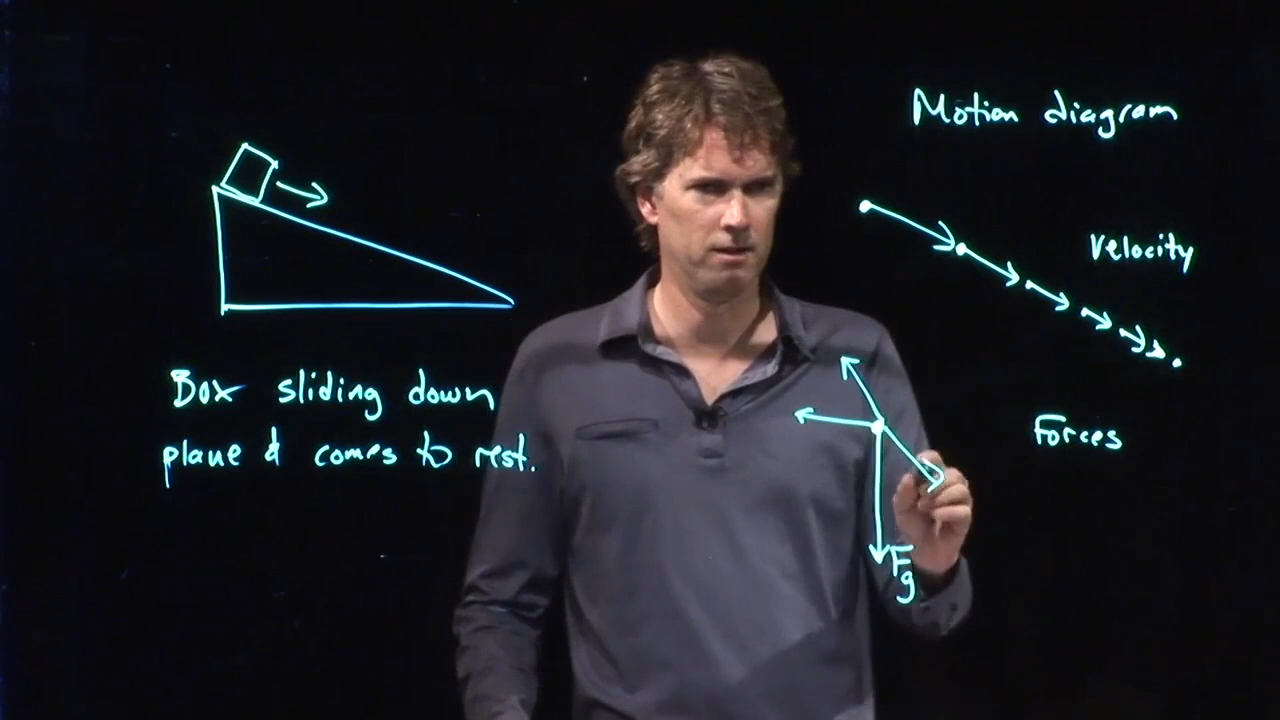 Motion diagram
Velocity
Box sliding down
plane & comes to rest.
Forces
Fg